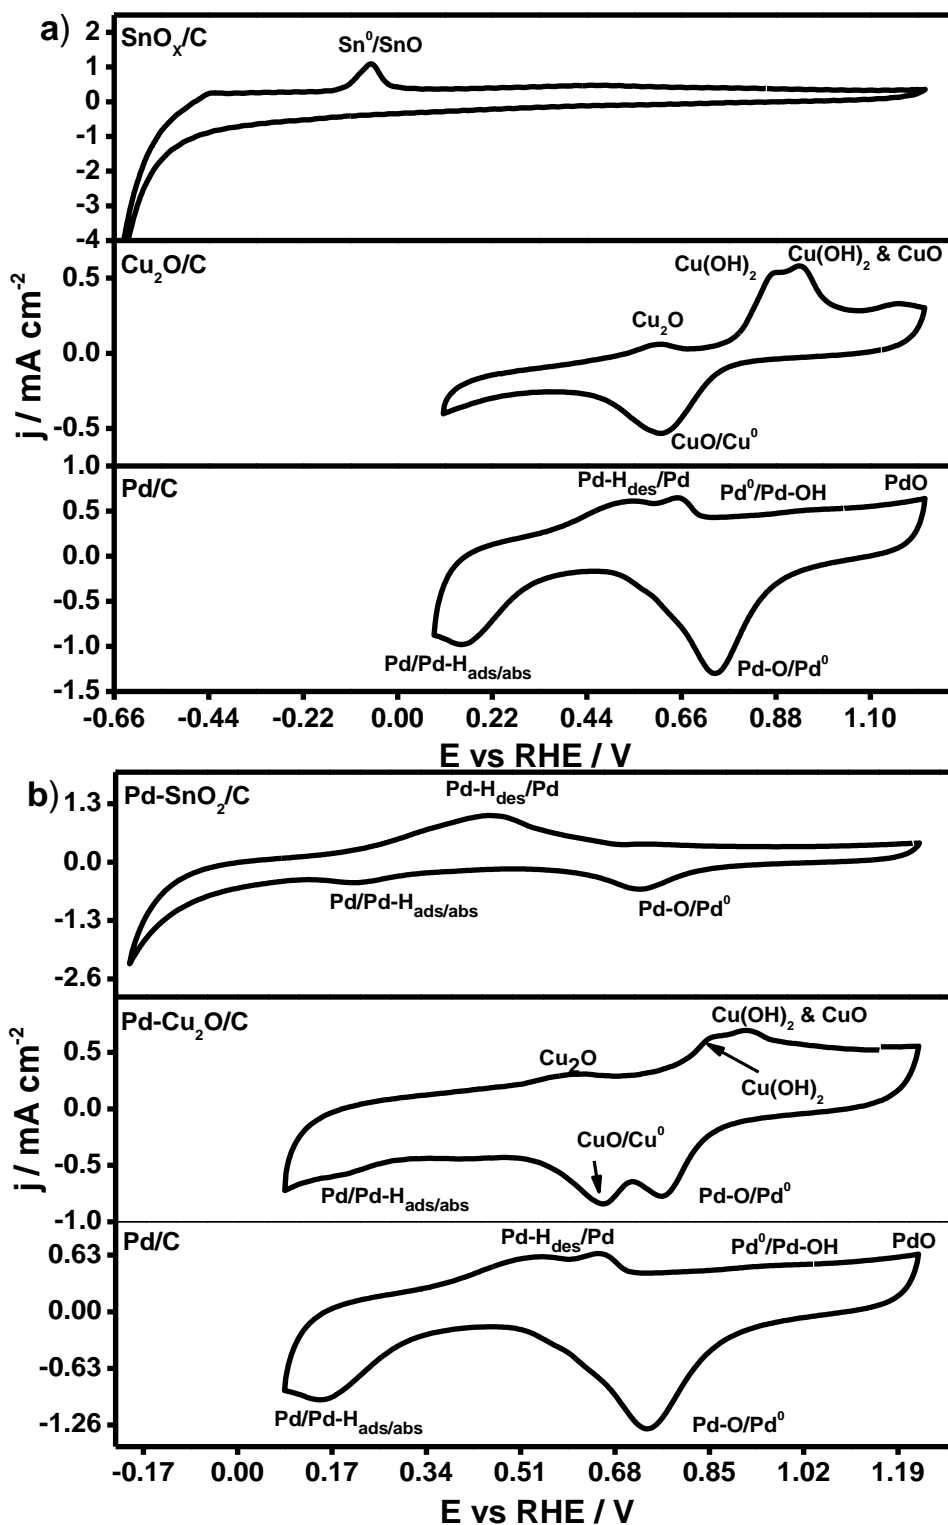 a)
SnOₓ/C
Sn⁰/SnO
2
1
0
-1
-2
-3
-4
Cu₂O/C
Cu₂O
Cu(OH)₂
Cu(OH)₂ & CuO
CuO/Cu⁰
0.5
0.0
-0.5
j / mA cm⁻²
Pd/C
Pd-H_des/Pd
Pd⁰/Pd-OH
PdO
Pd/Pd-H_ads/abs
Pd-O/Pd⁰
1.0
0.5
0.0
-0.5
-1.0
-1.5
-0.66 -0.44 -0.22 0.00 0.22 0.44 0.66 0.88 1.10
E vs RHE / V
b)
Pd-SnO₂/C
Pd-H_des/Pd
Pd/Pd-H_ads/abs
Pd-O/Pd⁰
1.3
0.0
-1.3
-2.6
Pd-Cu₂O/C
Cu₂O
Cu(OH)₂ & CuO
Cu(OH)₂
CuO/Cu⁰
Pd/Pd-H_ads/abs
Pd-O/Pd⁰
0.5
0.0
-0.5
-1.0
j / mA cm⁻²
Pd/C
Pd-H_des/Pd
Pd⁰/Pd-OH
PdO
Pd/Pd-H_ads/abs
Pd-O/Pd⁰
0.63
0.00
-0.63
-1.26
-0.17 0.00 0.17 0.34 0.51 0.68 0.85 1.02 1.19
E vs RHE / V